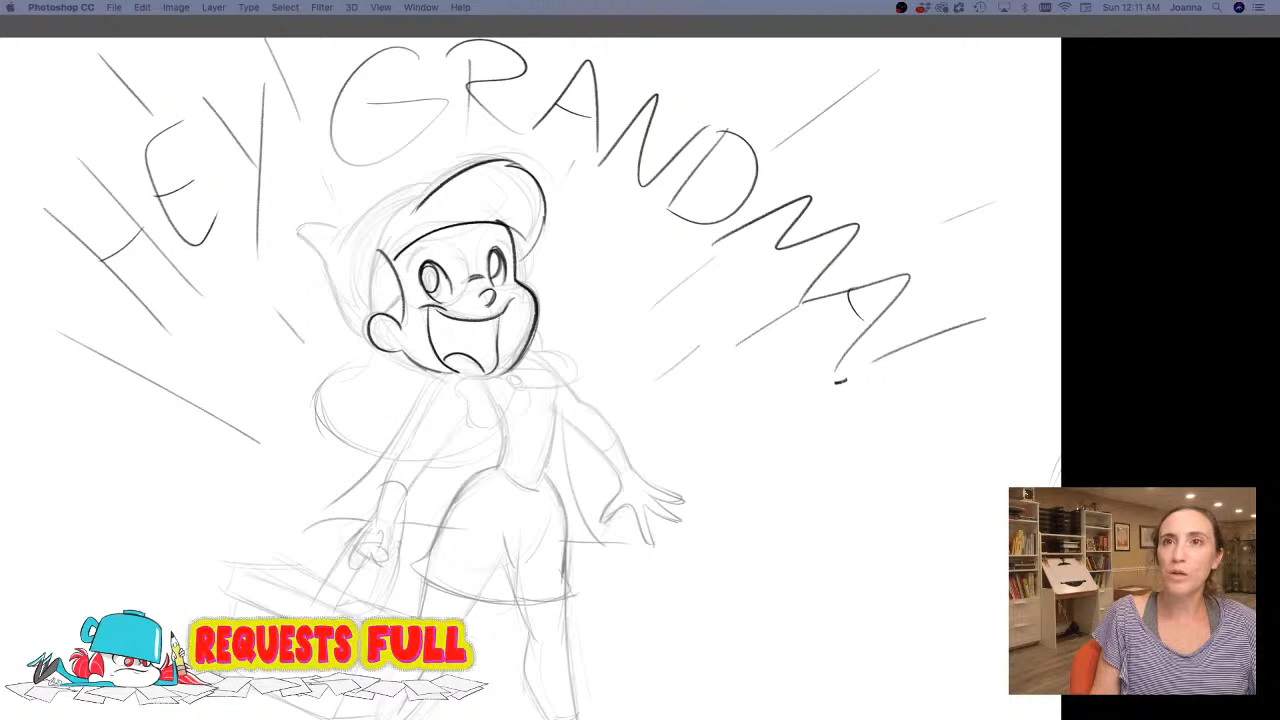 Photoshop CC File Edit Image Layer Type Select Filter 3D View Window Help Sun 12:11 AM Joanna
HEY GRANDMA!
REQUESTS FULL